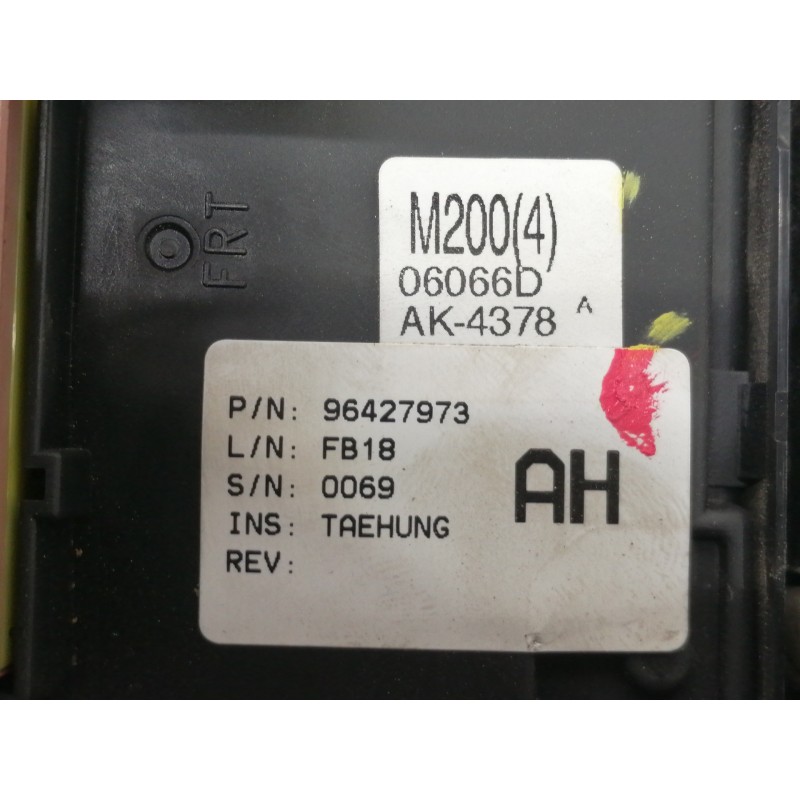 FRT
M200(4)
06066D
AK-4378 A
P/N: 96427973
L/N: FB18
S/N: 0069
INS: TAEHUNG
REV:
AH